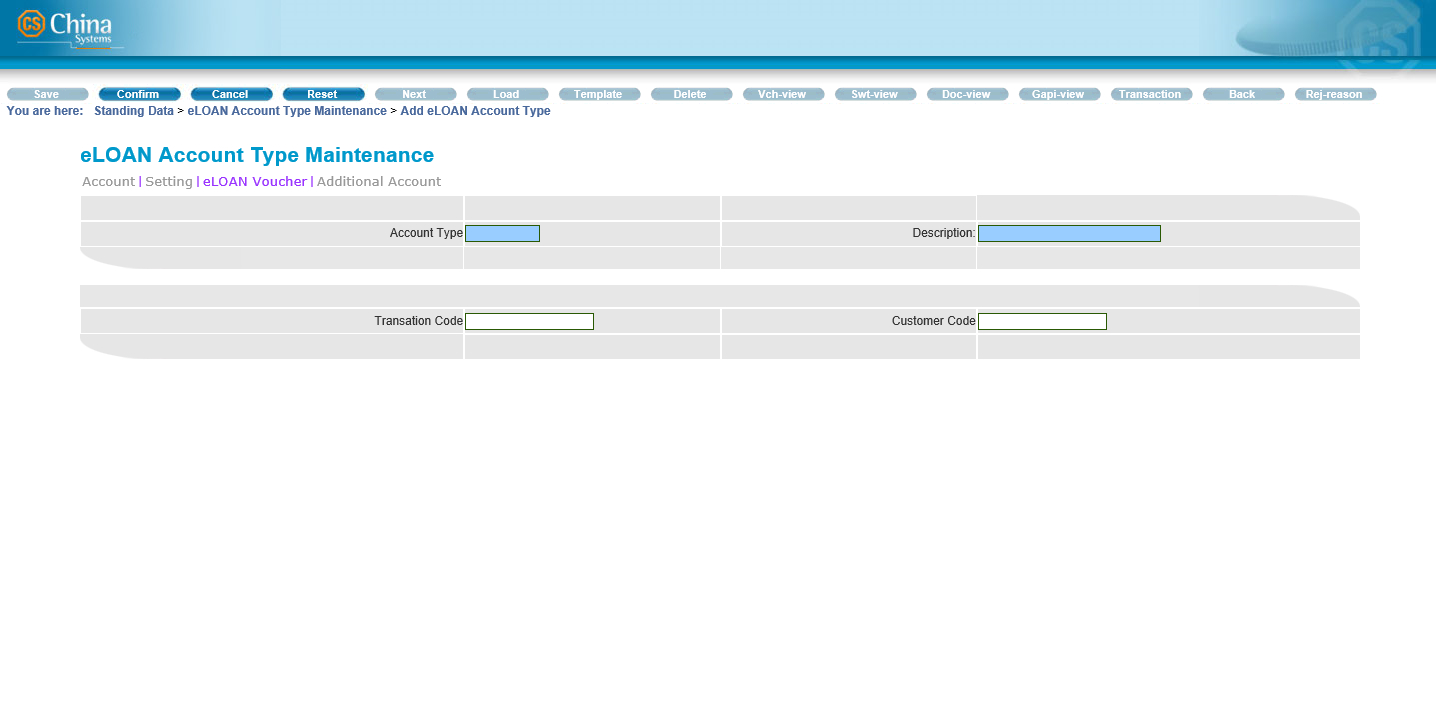 CS China
Systems
Save Confirm Cancel Reset Next Load Template Delete Vch-view Swt-view Doc-view Gapi-view Transaction Back Rej-reason
You are here: Standing Data > eLOAN Account Type Maintenance > Add eLOAN Account Type
eLOAN Account Type Maintenance
Account | Setting | eLOAN Voucher | Additional Account
Account Type Description:
Transation Code Customer Code